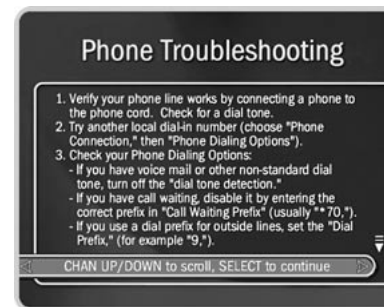 Phone Troubleshooting
1. Verify your phone line works by connecting a phone to
the phone cord. Check for a dial tone.
2. Try another local dial-in number (choose "Phone
Connection," then "Phone Dialing Options").
3. Check your Phone Dialing Options:
- If you have voice mail or other non-standard dial
tone, turn off the "dial tone detection."
- If you have call waiting, disable it by entering the
correct prefix in "Call Waiting Prefix" (usually "*70,").
- If you use a dial prefix for outside lines, set the "Dial
Prefix," (for example "9,").
CHAN UP/DOWN to scroll, SELECT to continue